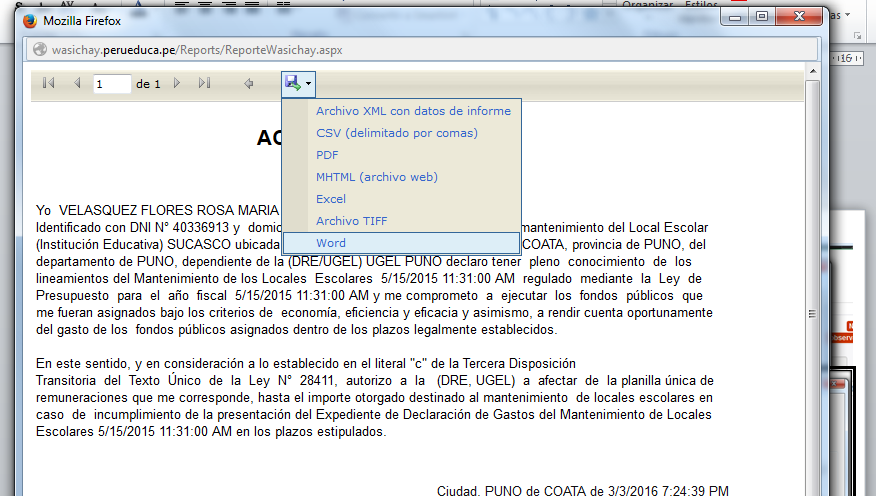 Organizar Estilos
Mozilla Firefox
wasichay.perueduca.pe/Reports/ReporteWasichay.aspx
16
1 de 1
Archivo XML con datos de informe
CSV (delimitado por comas)
PDF
MHTML (archivo web)
Excel
Archivo TIFF
Word
AC
Yo VELASQUEZ FLORES ROSA MARIA
Identificado con DNI N° 40336913 y mantenimiento del Local Escolar
(Institución Educativa) SUCASCO ubicada COATA, provincia de PUNO, del
departamento de PUNO, dependiente de la (DRE/UGEL) UGEL PUNO declaro tener pleno conocimiento de los
lineamientos del Mantenimiento de los Locales Escolares 5/15/2015 11:31:00 AM regulado mediante la Ley de
Presupuesto para el año fiscal 5/15/2015 11:31:00 AM y me comprometo a ejecutar los fondos públicos que
me fueran asignados bajo los criterios de economía, eficiencia y eficacia y asimismo, a rendir cuenta oportunamente
del gasto de los fondos públicos asignados dentro de los plazos legalmente establecidos.
En este sentido, y en consideración a lo establecido en el literal "c" de la Tercera Disposición
Transitoria del Texto Único de la Ley N° 28411, autorizo a la (DRE, UGEL) a afectar de la planilla única de
remuneraciones que me corresponde, hasta el importe otorgado destinado al mantenimiento de locales escolares en
caso de incumplimiento de la presentación del Expediente de Declaración de Gastos del Mantenimiento de Locales
Escolares 5/15/2015 11:31:00 AM en los plazos estipulados.
Ciudad, PUNO de COATA de 3/3/2016 7:24:39 PM